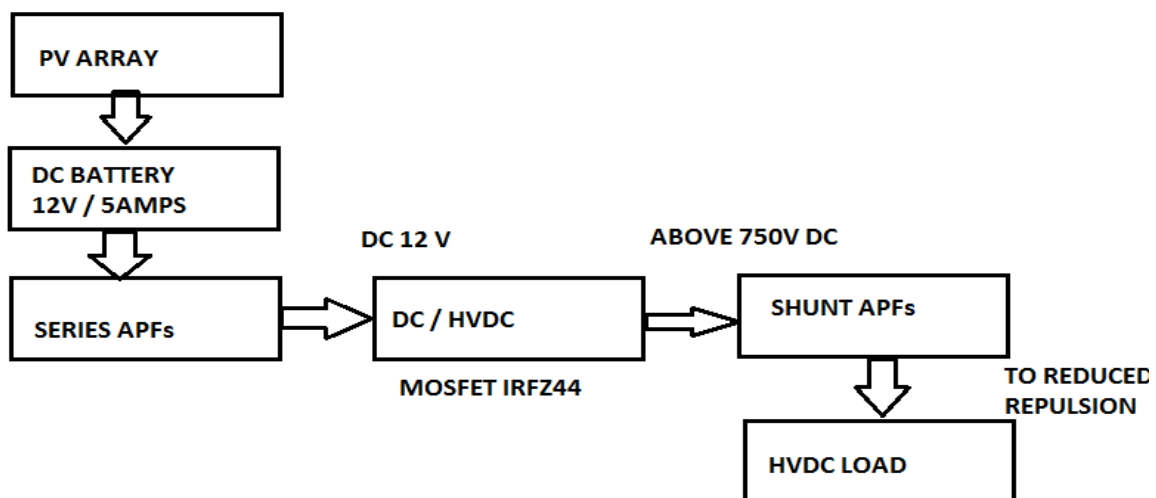 PV ARRAY
DC BATTERY
12V / 5AMPS
DC 12 V
ABOVE 750V DC
SERIES APFs
DC / HVDC
SHUNT APFs
MOSFET IRFZ44
TO REDUCED
REPULSION
HVDC LOAD